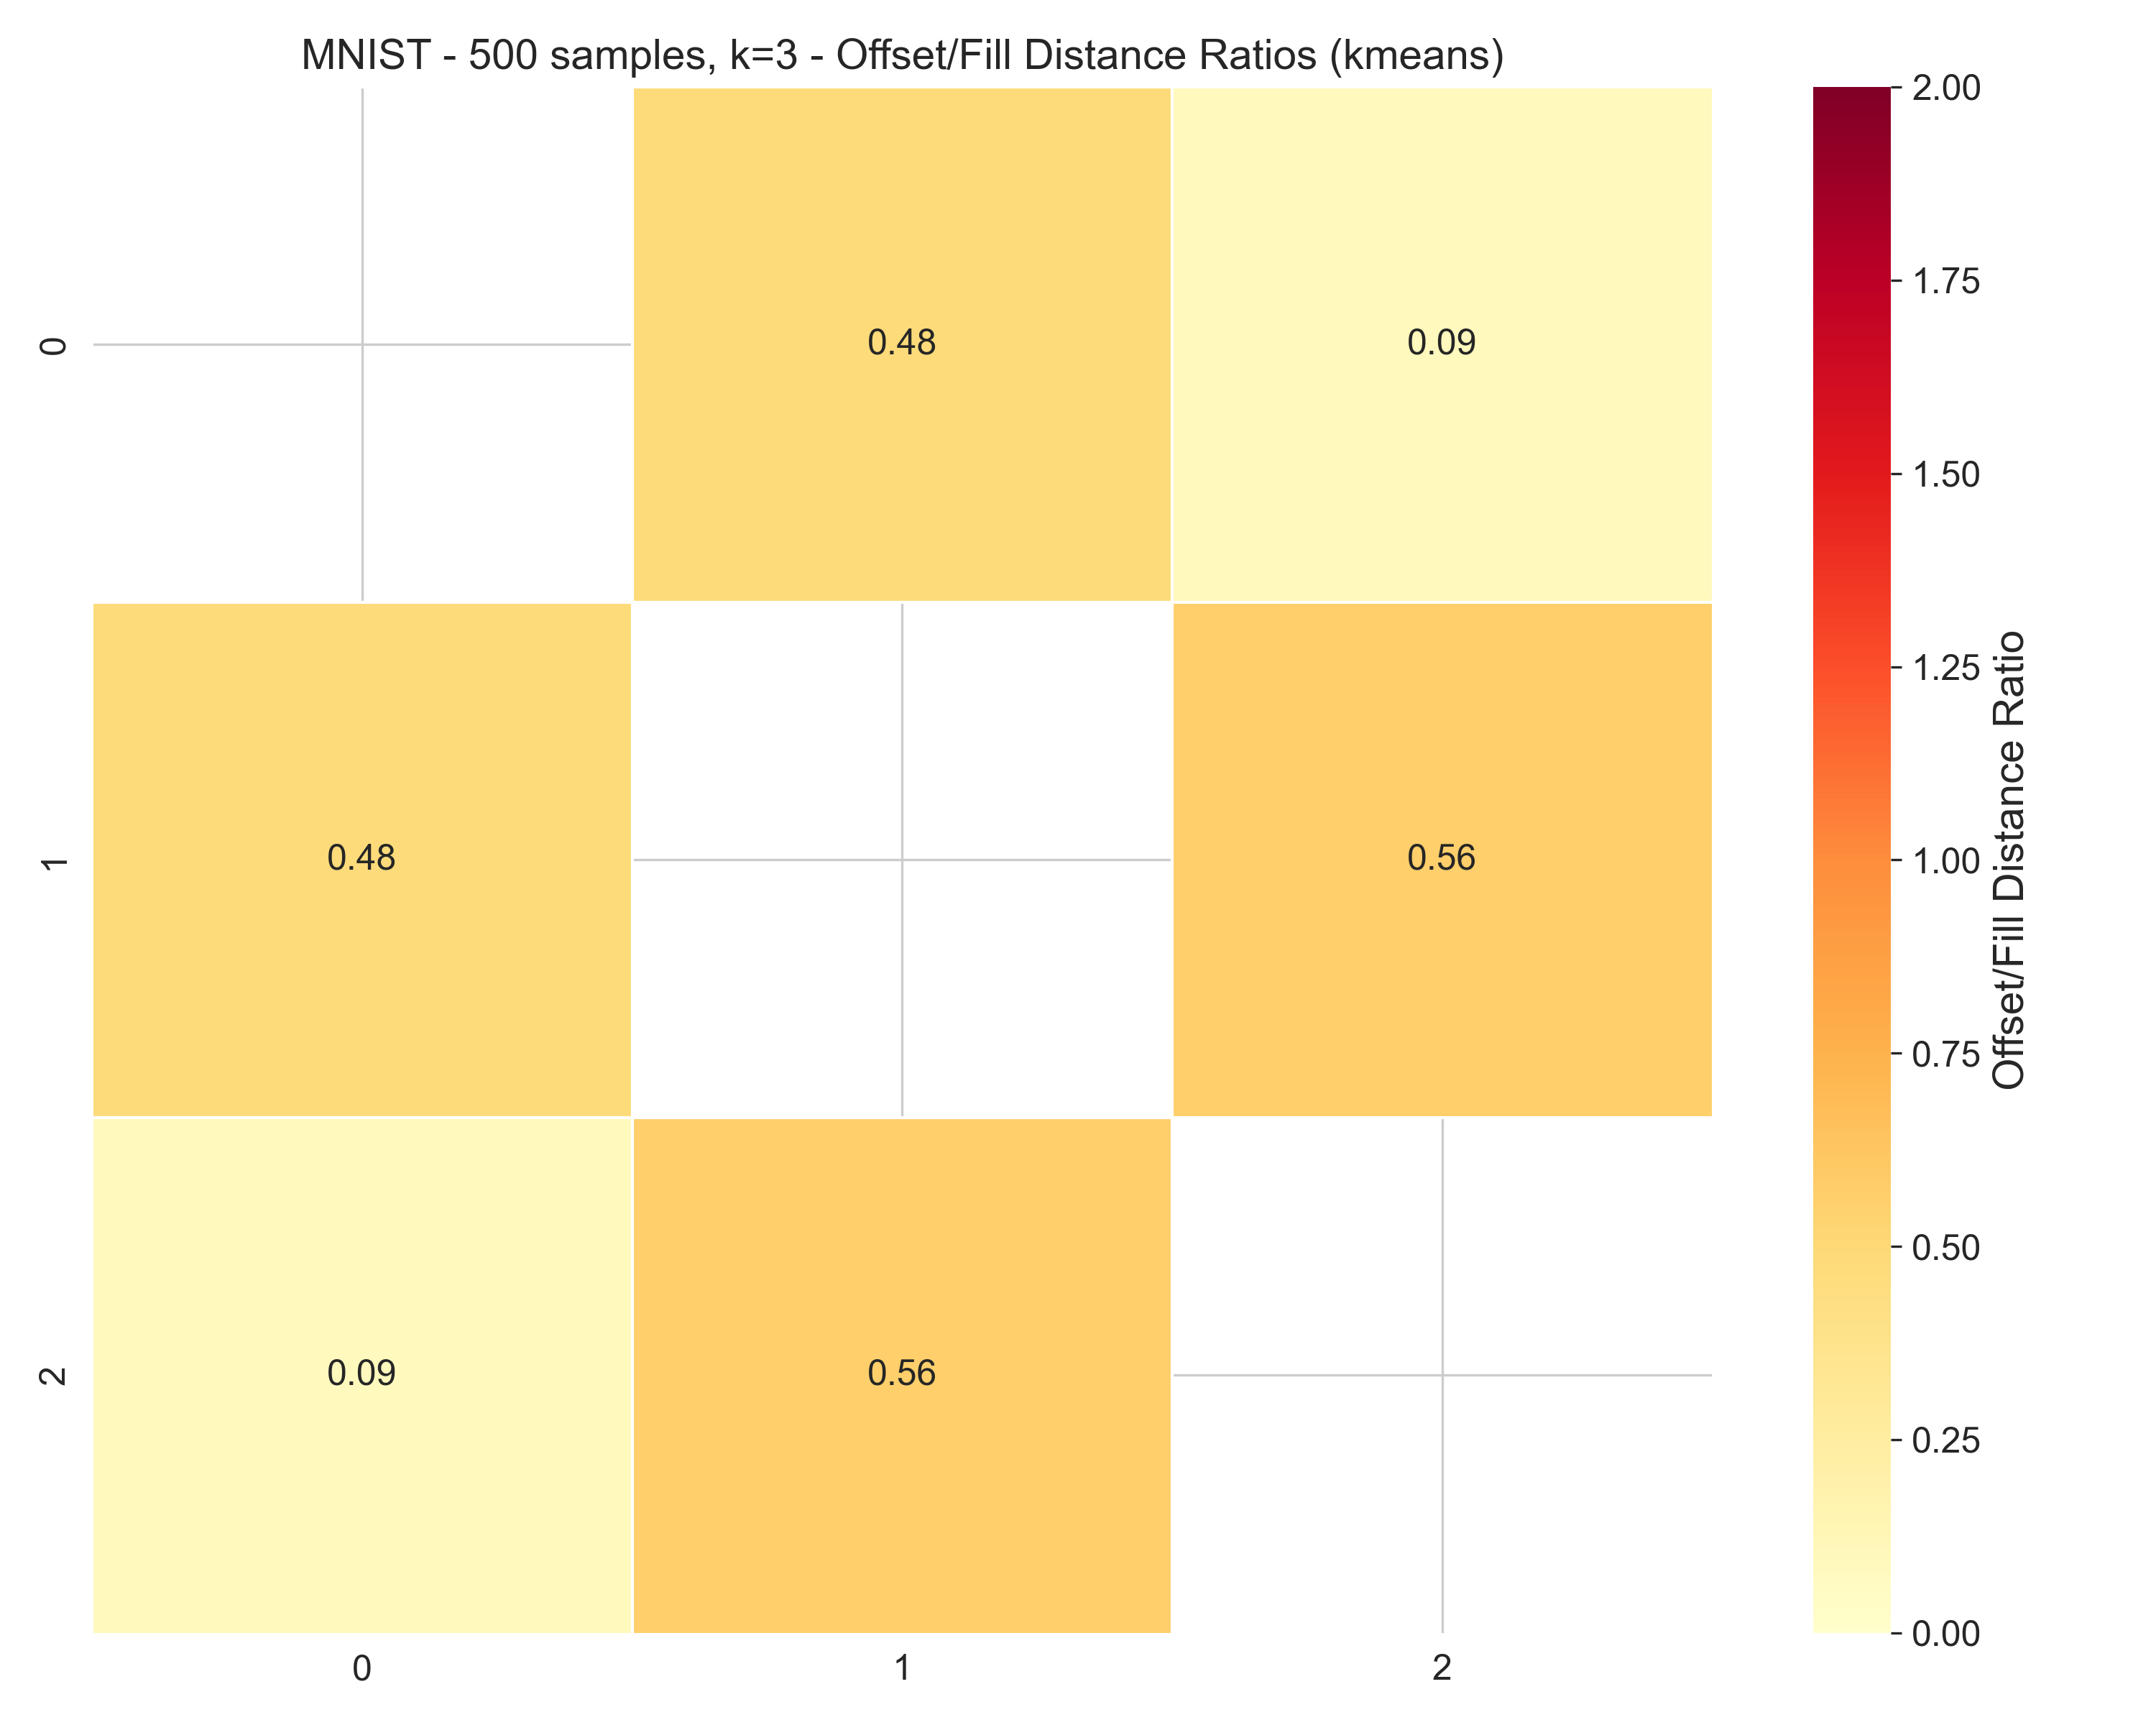 MNIST - 500 samples, k=3 - Offset/Fill Distance Ratios (kmeans)
0 0.48 0.09
1 0.48 0.56
2 0.09 0.56
0 1 2
2.00
1.75
1.50
1.25
1.00
0.75
0.50
0.25
0.00
Offset/Fill Distance Ratio